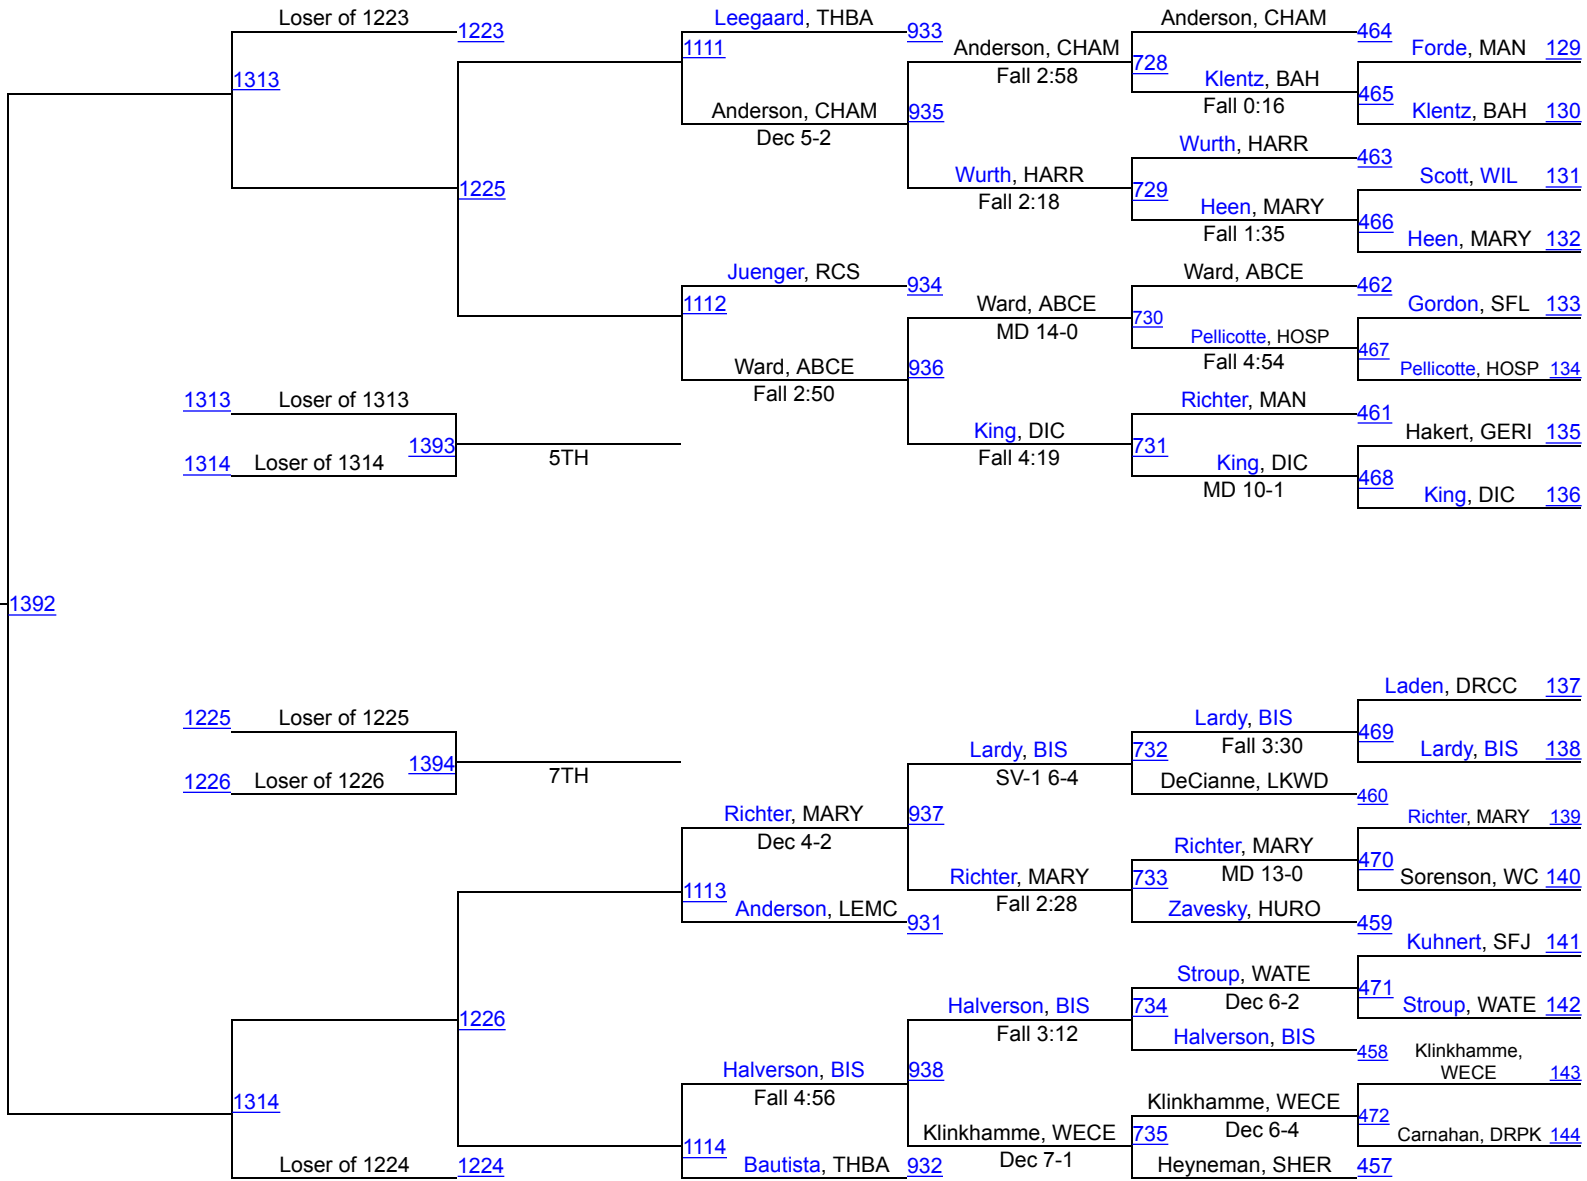 Loser of 1223
1223
Leegaard, THBA
933
Anderson, CHAM
464
1111
Anderson, CHAM
Forde, MAN 129
728
Fall 2:58
1313
Klentz, BAH
Fall 0:16
465
Anderson, CHAM
935
Klentz, BAH 130
Dec 5-2
Wurth, HARR
463
Wurth, HARR
Scott, WIL 131
1225
729
Fall 2:18
Heen, MARY
Fall 1:35
466
Heen, MARY 132
Juenger, RCS
934
Ward, ABCE
462
1112
Ward, ABCE
Gordon, SFL 133
730
MD 14-0
Pellicotte, HOSP
Fall 4:54
467
Ward, ABCE
936
Pellicotte, HOSP 134
Fall 2:50
1313
Loser of 1313
Richter, MAN
461
King, DIC
Hakert, GERI 135
1393
731
5TH
Fall 4:19
1314
Loser of 1314
King, DIC
MD 10-1
468
King, DIC 136
1392
Laden, DRCC 137
1225
Loser of 1225
Lardy, BIS
469
Lardy, BIS
732
Fall 3:30
Lardy, BIS 138
1394
7TH
SV-1 6-4
1226
Loser of 1226
DeCianne, LKWD
460
Richter, MARY
937
Richter, MARY 139
Dec 4-2
Richter, MARY
470
Richter, MARY
733
MD 13-0
Sorenson, WC 140
1113
Fall 2:28
Anderson, LEMC
931
Zavesky, HURO
459
Kuhnert, SFJ 141
Stroup, WATE
471
Halverson, BIS
734
Dec 6-2
Stroup, WATE 142
1226
Fall 3:12
Halverson, BIS
458
Klinkhamme,
WECE 143
Halverson, BIS
938
Fall 4:56
1314
Klinkhamme, WECE
472
Klinkhamme, WECE
735
Dec 6-4
Carnahan, DRPK 144
1114
Dec 7-1
Loser of 1224
1224
Bautista, THBA
932
Heyneman, SHER
457